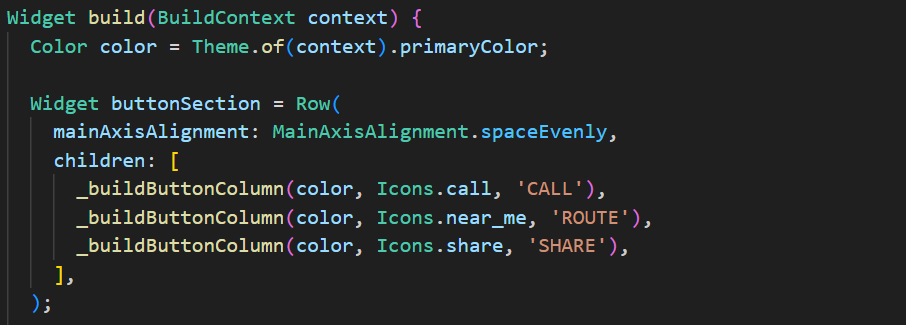 Widget build(BuildContext context) {
  Color color = Theme.of(context).primaryColor;

  Widget buttonSection = Row(
    mainAxisAlignment: MainAxisAlignment.spaceEvenly,
    children: [
      _buildButtonColumn(color, Icons.call, 'CALL'),
      _buildButtonColumn(color, Icons.near_me, 'ROUTE'),
      _buildButtonColumn(color, Icons.share, 'SHARE'),
    ],
  );